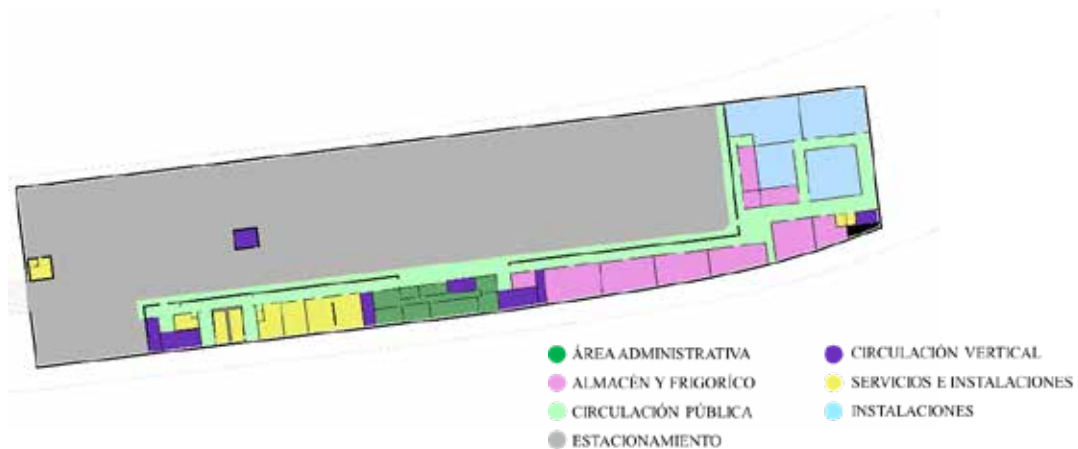 ÁREA ADMINISTRATIVA
ALMACÉN Y FRIGORÍCO
CIRCULACIÓN PÚBLICA
ESTACIONAMIENTO
CIRCULACIÓN VERTICAL
SERVICIOS E INSTALACIONES
INSTALACIONES